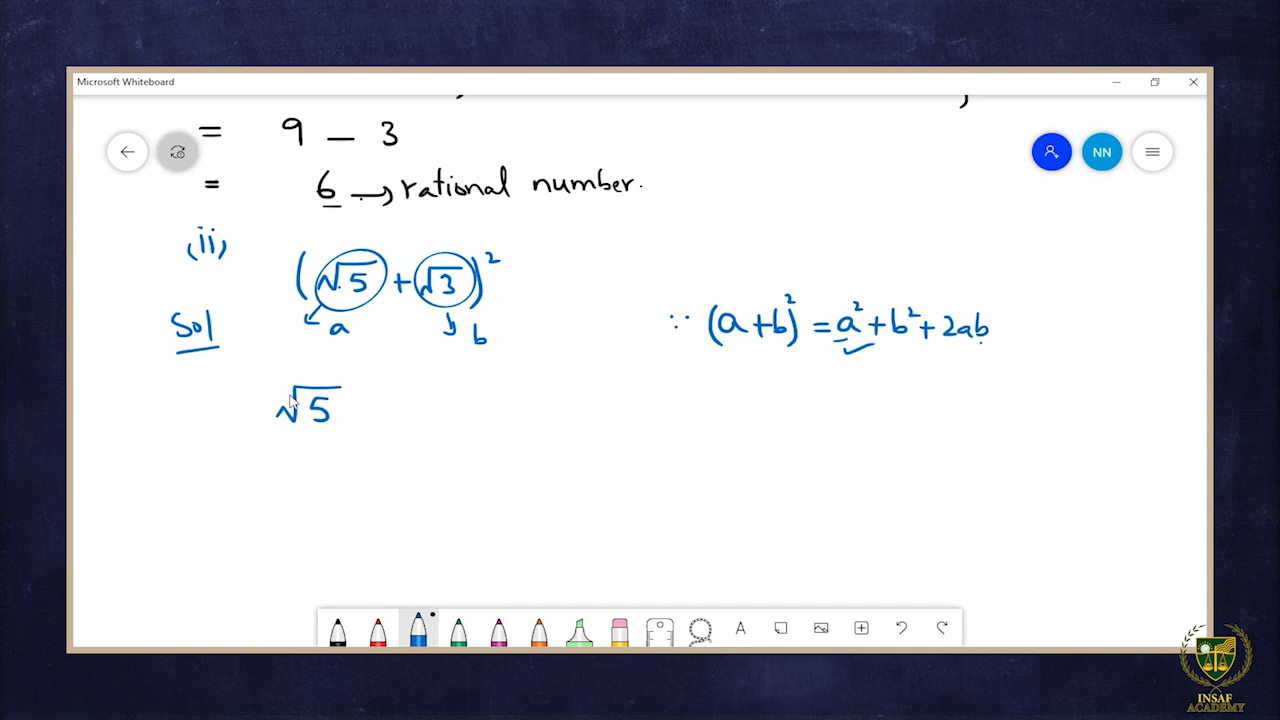 Microsoft Whiteboard
= 9 - 3
= 6 → rational number.
(ii) (√5 + √3)²
a b
Sol ∵ (a+b)² = a² + b² + 2ab
√5
NN
A
INSAF
ACADEMY